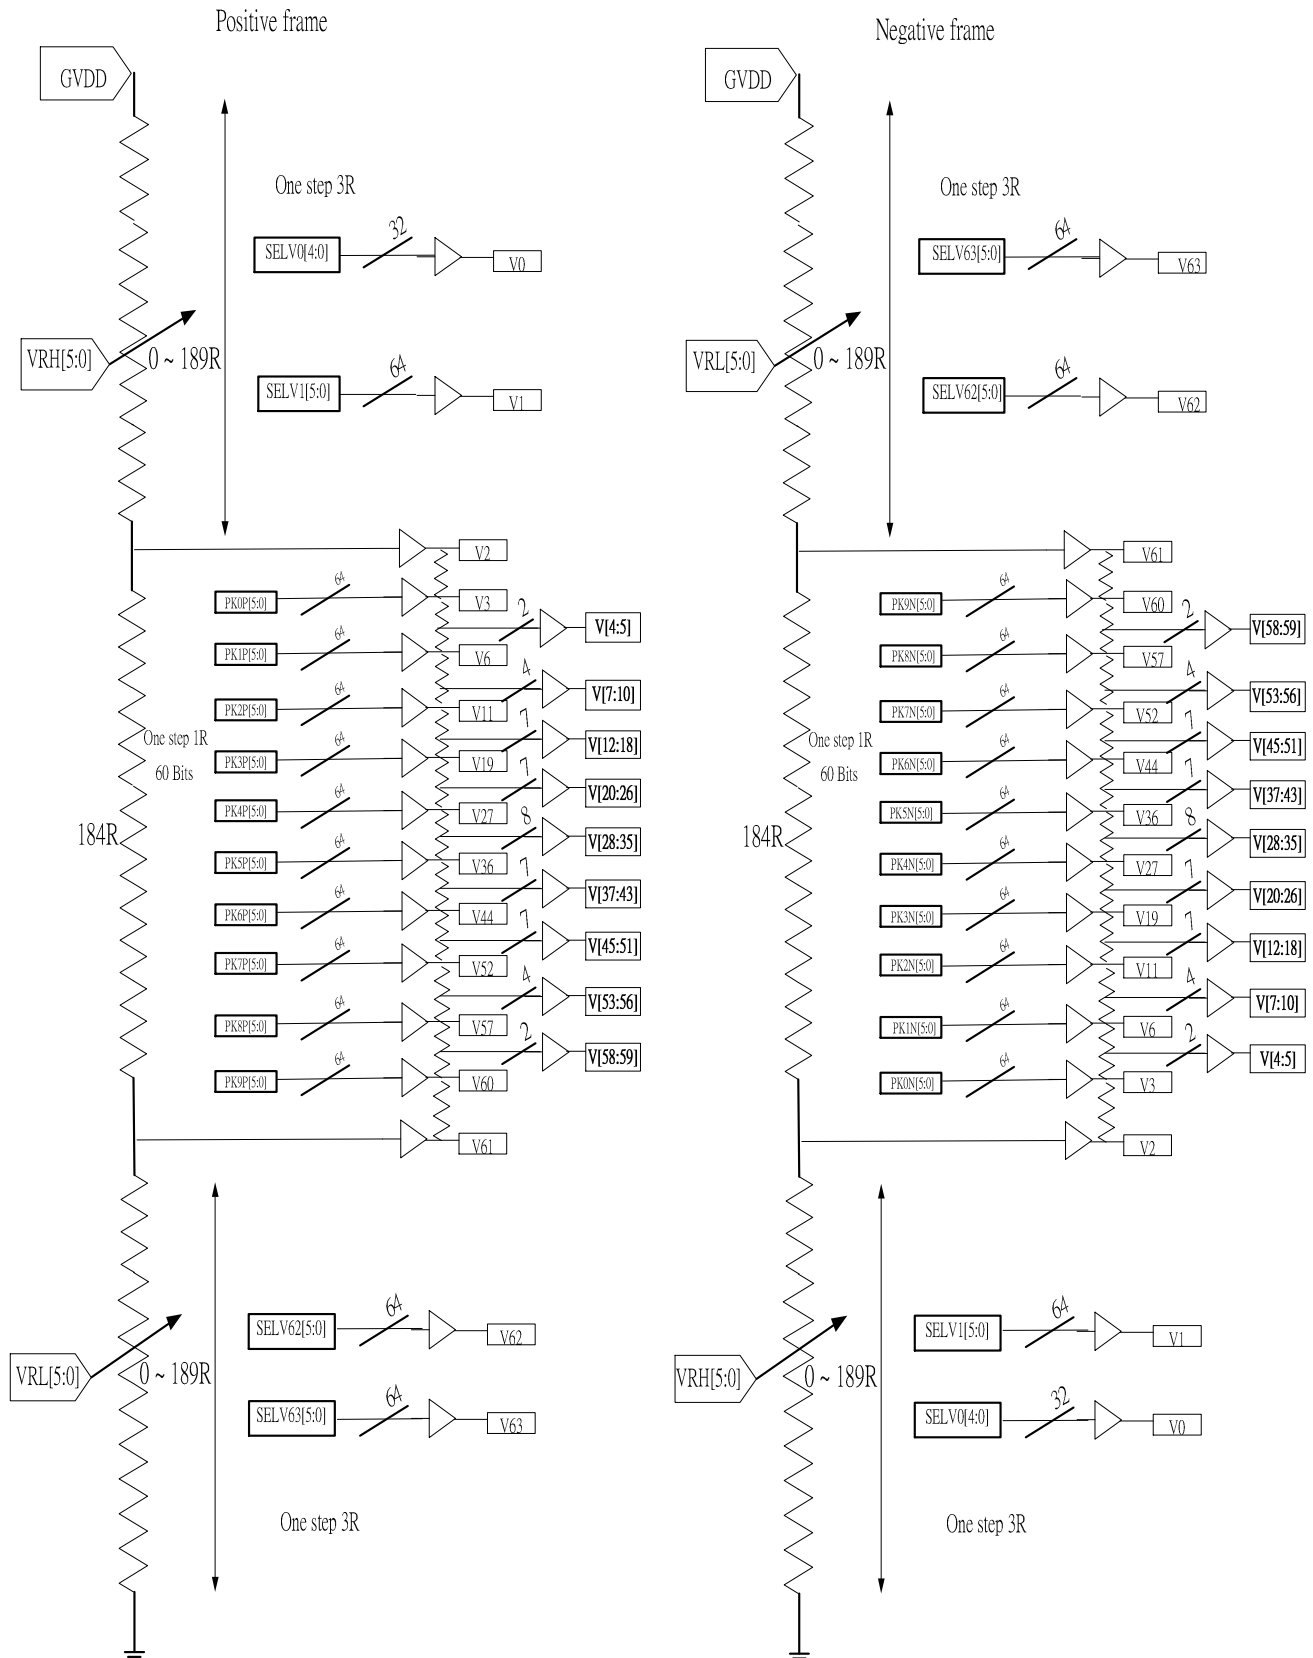 Positive frame
GVDD
One step 3R
SELV0[4:0]
32
V0
VRH[5:0]
0 ~ 189R
SELV1[5:0]
64
V1
V2
PK0P[5:0]
64
V3
2
V[4:5]
PK1P[5:0]
64
V6
4
V[7:10]
PK2P[5:0]
64
V11
7
V[12:18]
One step 1R
60 Bits
PK3P[5:0]
64
V19
7
V[20:26]
184R
PK4P[5:0]
64
V27
8
V[28:35]
PK5P[5:0]
64
V36
7
V[37:43]
PK6P[5:0]
64
V44
7
V[45:51]
PK7P[5:0]
64
V52
4
V[53:56]
PK8P[5:0]
64
V57
2
V[58:59]
PK9P[5:0]
64
V60
V61
SELV62[5:0]
64
V62
VRL[5:0]
0 ~ 189R
SELV63[5:0]
64
V63
One step 3R
Negative frame
GVDD
One step 3R
SELV63[5:0]
64
V63
VRL[5:0]
0 ~ 189R
SELV62[5:0]
64
V62
V61
PK9N[5:0]
64
V60
2
V[58:59]
PK8N[5:0]
64
V57
4
V[53:56]
PK7N[5:0]
64
V52
7
V[45:51]
One step 1R
60 Bits
PK6N[5:0]
64
V44
7
V[37:43]
184R
PK5N[5:0]
64
V36
8
V[28:35]
PK4N[5:0]
64
V27
7
V[20:26]
PK3N[5:0]
64
V19
7
V[12:18]
PK2N[5:0]
64
V11
4
V[7:10]
PK1N[5:0]
64
V6
2
V[4:5]
PK0N[5:0]
64
V3
V2
SELV1[5:0]
64
V1
VRH[5:0]
0 ~ 189R
SELV0[4:0]
32
V0
One step 3R